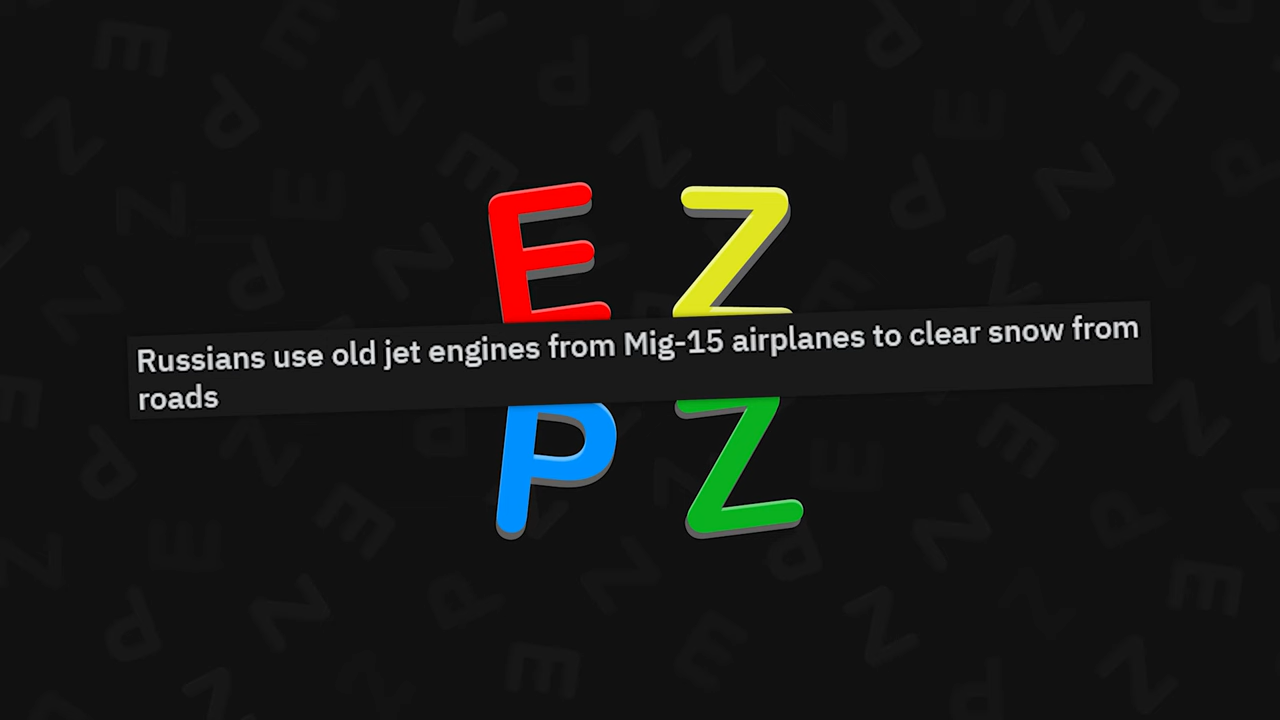 E Z
Russians use old jet engines from Mig-15 airplanes to clear snow from
roads
P Z